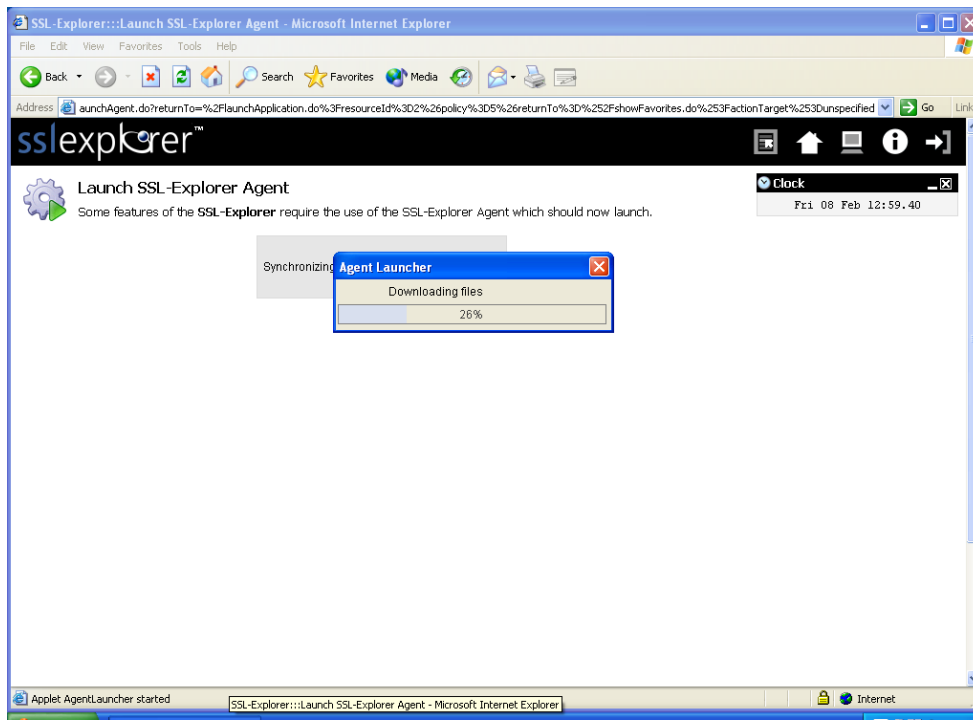 SSL-Explorer:::Launch SSL-Explorer Agent - Microsoft Internet Explorer
File Edit View Favorites Tools Help
Back Search Favorites Media
Address aunchAgent.do?returnTo=%2FlaunchApplication.do%3FresourceId%3D2%26policy%3D5%26returnTo%3D%252FshowFavorites.do%253FactionTarget%253Dunspecified Go Link
sslexplorer™
Launch SSL-Explorer Agent
Clock
Some features of the SSL-Explorer require the use of the SSL-Explorer Agent which should now launch.
Fri 08 Feb 12:59.40
Synchronizing
Agent Launcher
Downloading files
26%
Applet AgentLauncher started
Internet
SSL-Explorer:::Launch SSL-Explorer Agent - Microsoft Internet Explorer